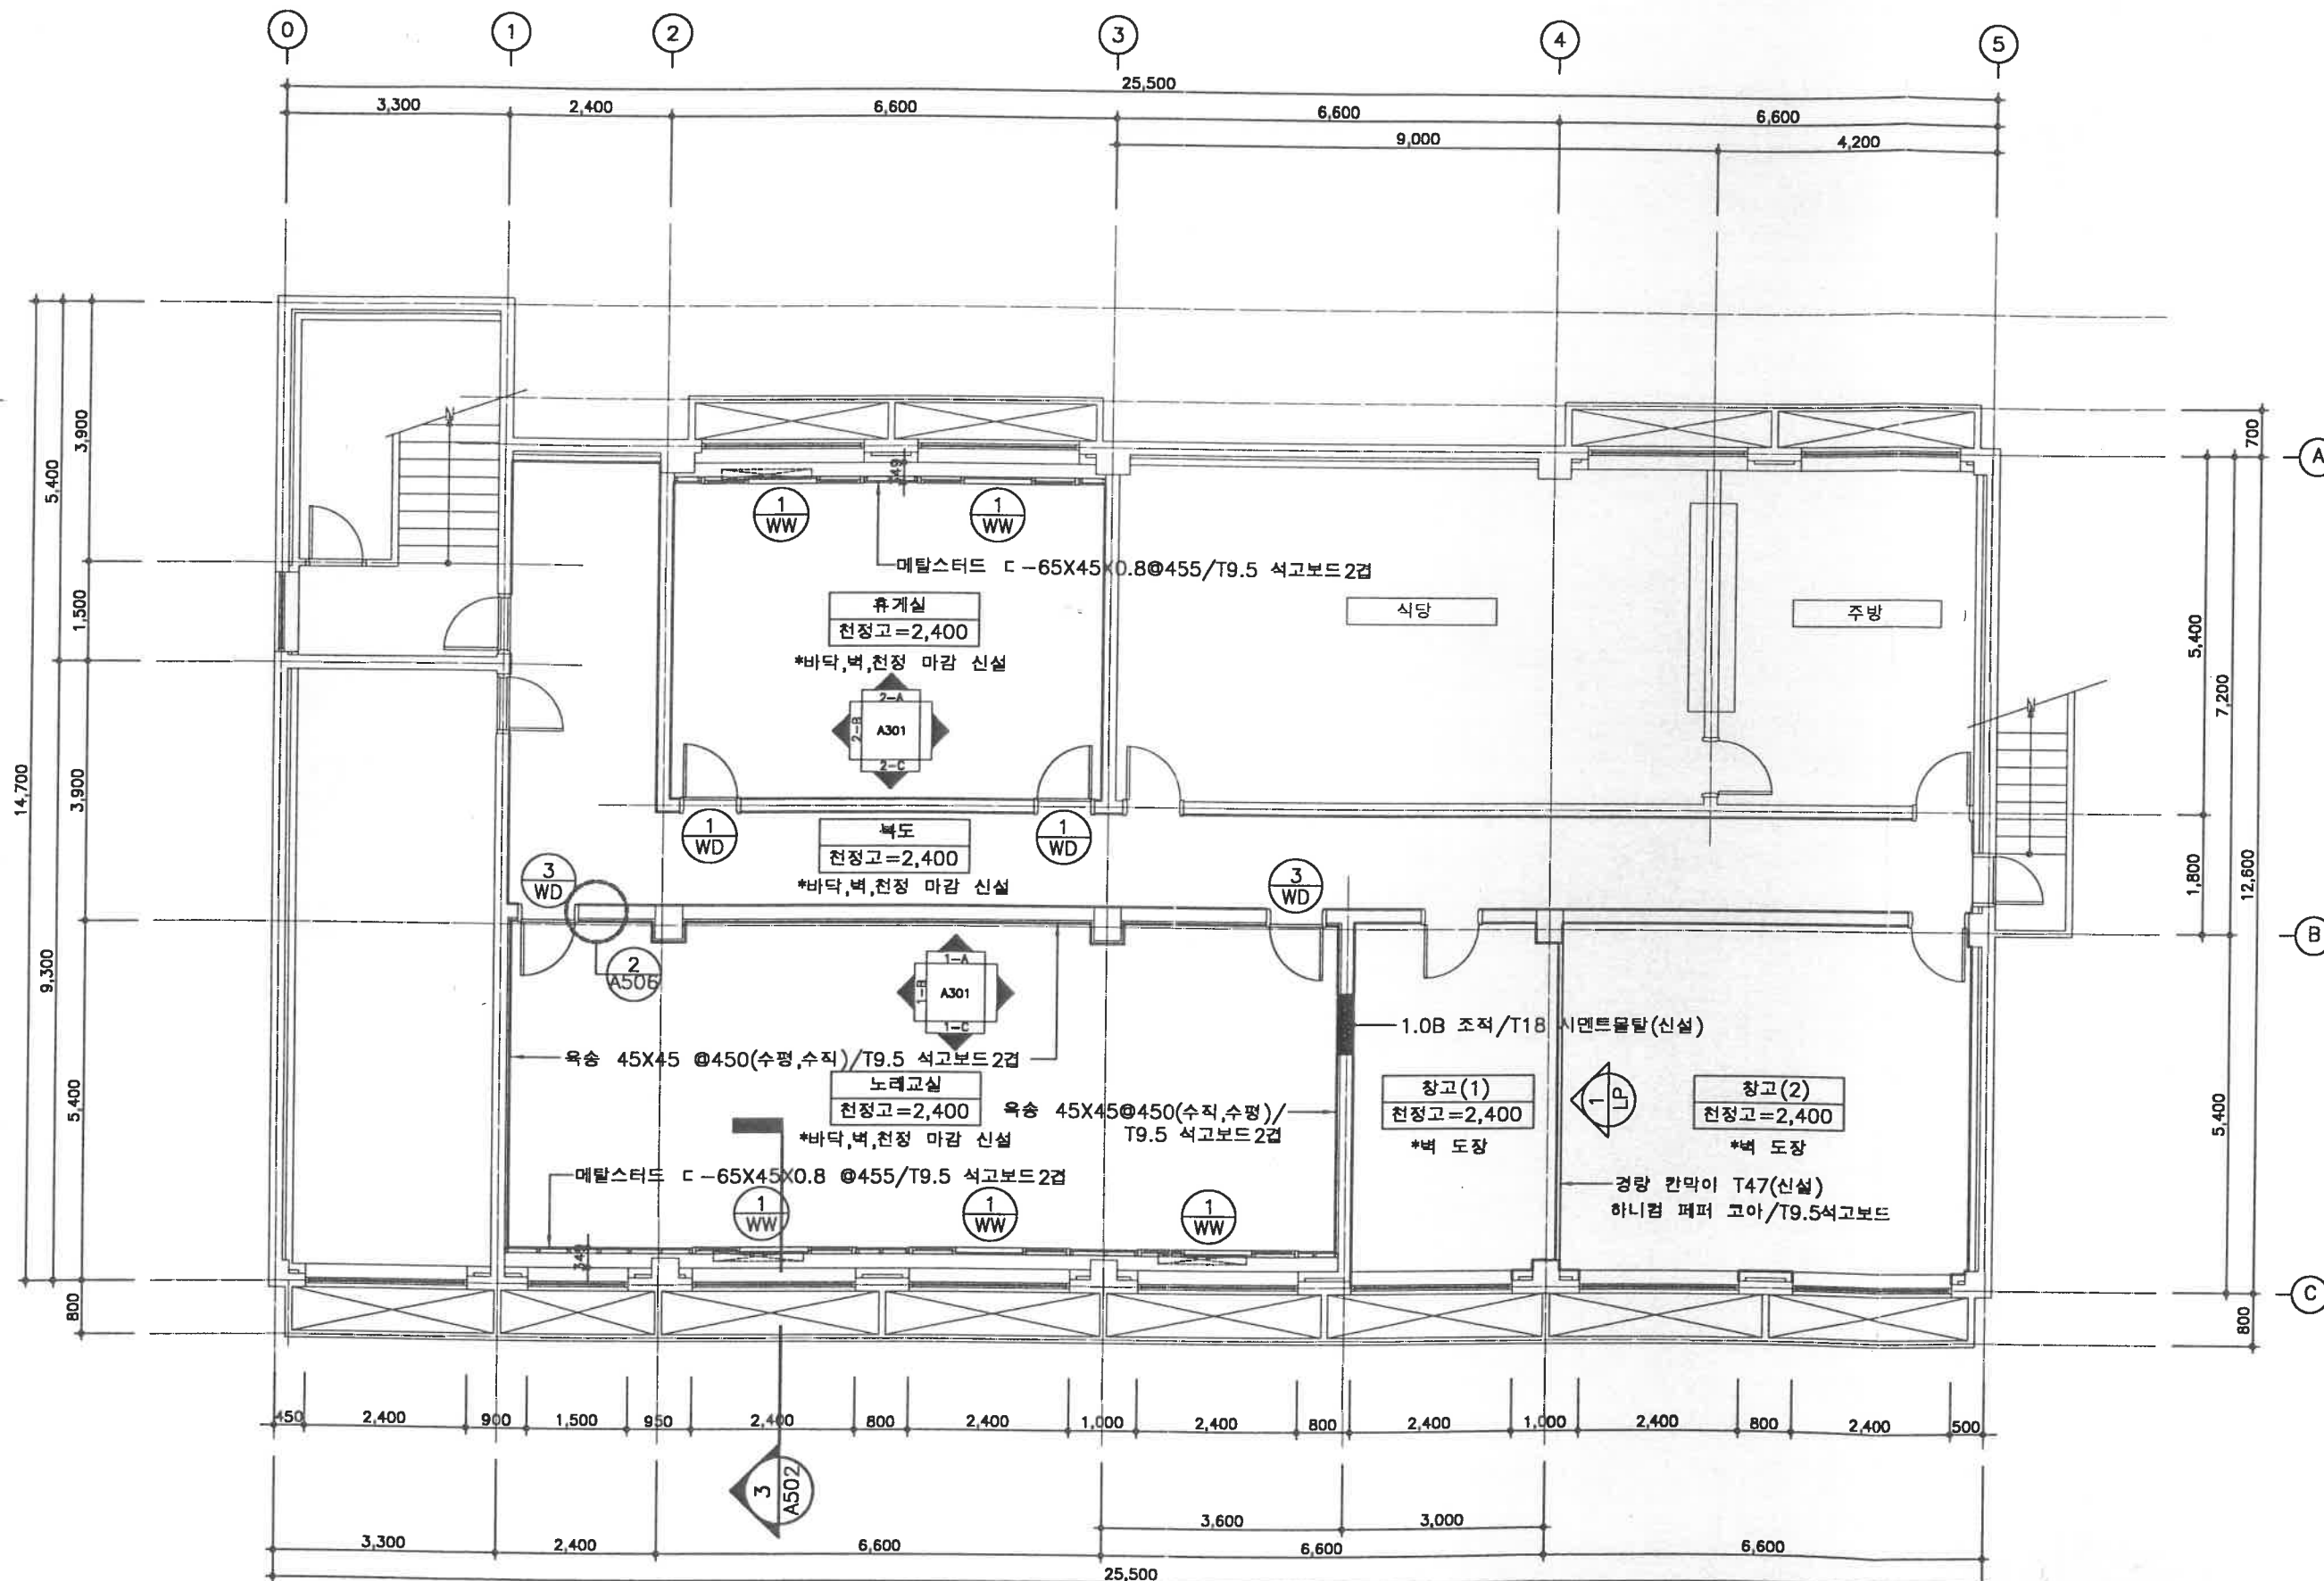 0
1
2
3
4
5
25,500
3,300
2,400
6,600
6,600
6,600
9,000
4,200
700
3,900
5,400
A
1
WW
1
WW
349
메탈스터드 ㄷ-65X45X0.8@455/T9.5 석고보드2겹
휴게실
천정고=2,400
*바닥,벽,천정 마감 신설
식당
주방
1,500
5,400
2-A
2-B
A301
2-C
7,200
14,700
3,900
1
WD
1
WD
복도
천정고=2,400
*바닥,벽,천정 마감 신설
3
WD
3
WD
1,800
12,600
B
2
A506
1-A
1-B
A301
1-C
9,300
1.0B 조적/T18 시멘트몰탈(신설)
육송 45X45 @450(수평,수직)/T9.5 석고보드2겹
노래교실
천정고=2,400
*바닥,벽,천정 마감 신설
육송 45X45@450(수직,수평)/
T9.5 석고보드2겹
창고(1)
천정고=2,400
*벽 도장
1
LP
창고(2)
천정고=2,400
*벽 도장
5,400
5,400
메탈스터드 ㄷ-65X45X0.8 @455/T9.5 석고보드2겹
경량 칸막이 T47(신설)
하니컴 페퍼 코아/T9.5석고보드
1
WW
1
WW
1
WW
349
C
800
800
450
2,400
900
1,500
950
2,400
800
2,400
1,000
2,400
800
2,400
1,000
2,400
800
2,400
500
3
A502
3,600
3,000
3,300
2,400
6,600
6,600
6,600
25,500